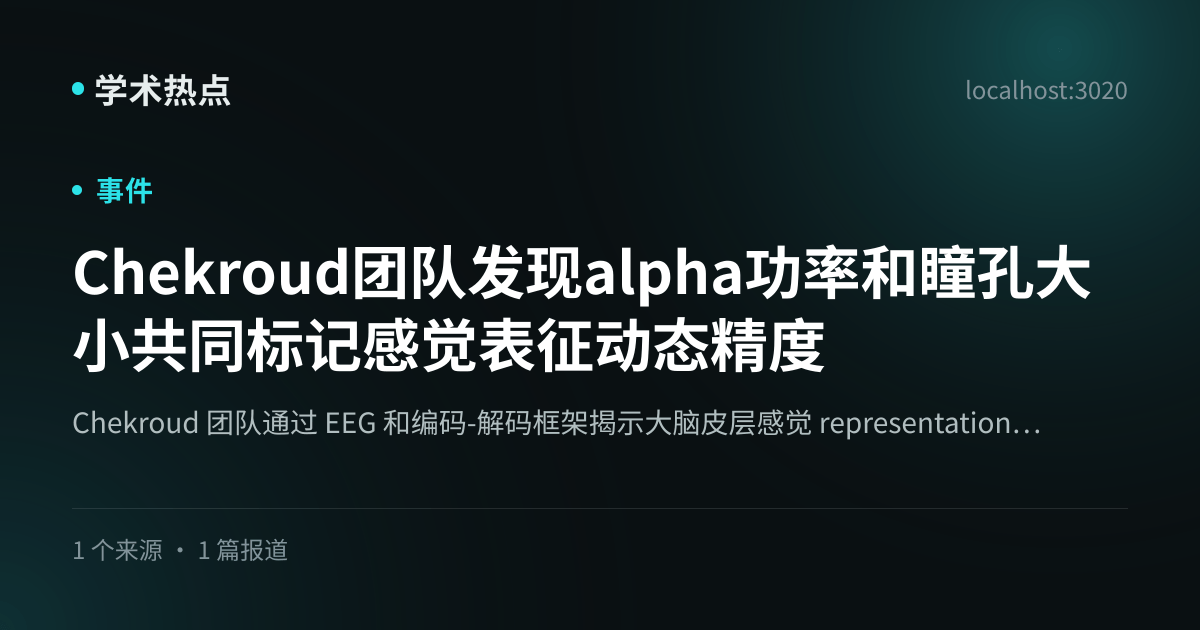 学术热点
localhost:3020
事件
Chekroud团队发现alpha功率和瞳孔大
小共同标记感觉表征动态精度
Chekroud 团队通过 EEG 和编码-解码框架揭示大脑皮层感觉 representation…
1 个来源 · 1 篇报道